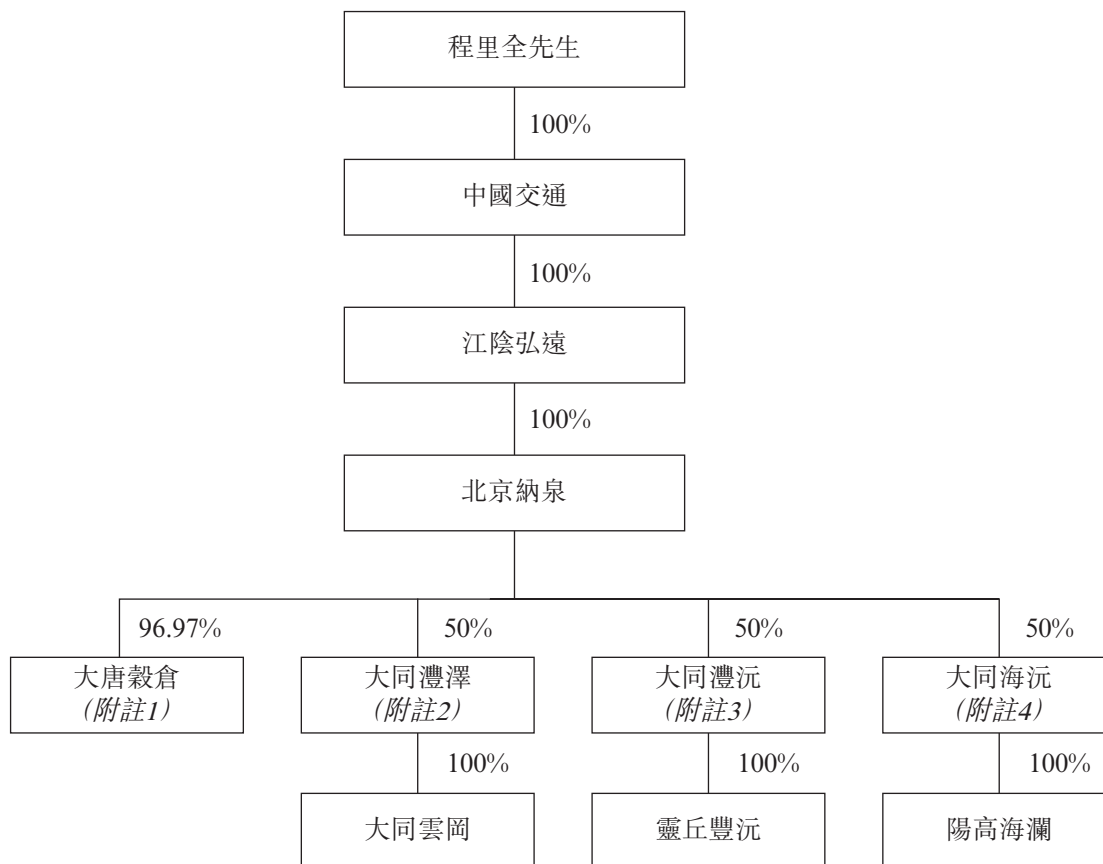 程里全先生
100%
中國交通
100%
江陰弘遠
100%
北京納泉
96.97%
50%
50%
50%
大唐穀倉
(附註1)
大同灃澤
(附註2)
大同灃沅
(附註3)
大同海沅
(附註4)
100%
100%
100%
大同雲岡
靈丘豐沅
陽高海瀾